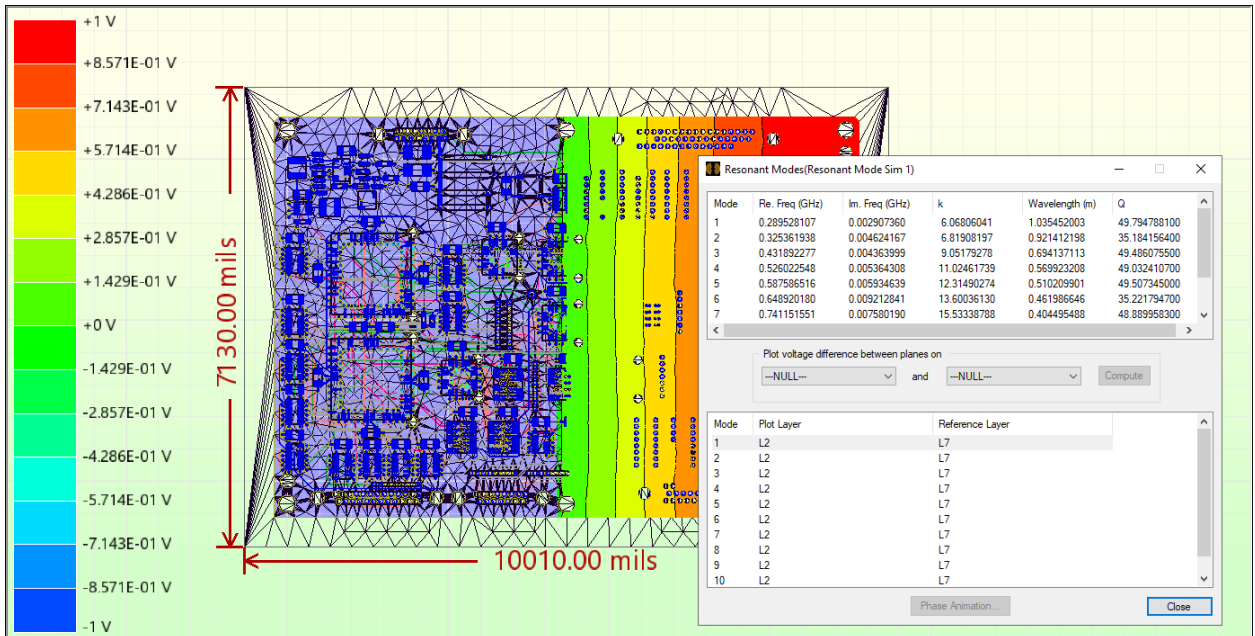 +1 V
+8.571E-01 V
+7.143E-01 V
+5.714E-01 V
+4.286E-01 V
+2.857E-01 V
+1.429E-01 V
+0 V
-1.429E-01 V
-2.857E-01 V
-4.286E-01 V
-5.714E-01 V
-7.143E-01 V
-8.571E-01 V
-1 V
7130.00 mils
10010.00 mils
Resonant Modes(Resonant Mode Sim 1)
Mode Re. Freq (GHz) Im. Freq (GHz) k Wavelength (m) Q
1 0.289528107 0.002907360 6.06806041 1.035452003 49.794788100
2 0.325361938 0.004624167 6.81908197 0.921412198 35.184156400
3 0.431892277 0.004363999 9.05179278 0.694137113 49.486075500
4 0.526022548 0.005364308 11.02461739 0.569923208 49.032410700
5 0.587586516 0.005934639 12.31490274 0.510209901 49.507345000
6 0.648920180 0.009212841 13.60036130 0.461986646 35.221794700
7 0.741151551 0.007580190 15.53338788 0.404495488 48.889958300
Plot voltage difference between planes on
---NULL--- and ---NULL--- Compute
Mode Plot Layer Reference Layer
1 L2 L7
2 L2 L7
3 L2 L7
4 L2 L7
5 L2 L7
6 L2 L7
7 L2 L7
8 L2 L7
9 L2 L7
10 L2 L7
Phase Animation...
Close